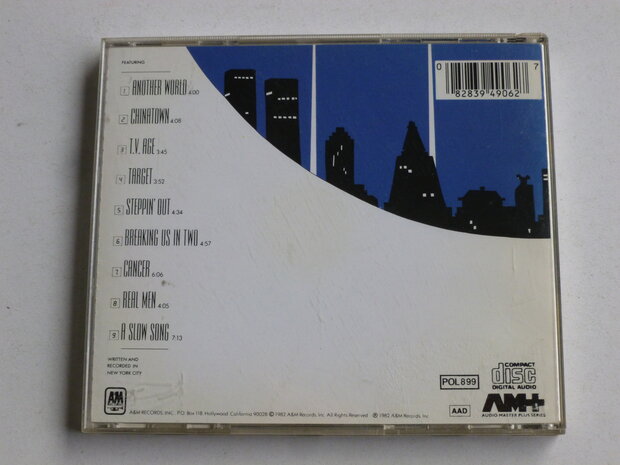 FEATURING
1 ANOTHER WORLD 4:00
2 CHINATOWN 4:08
3 T.V. AGE 3:45
4 TARGET 3:52
5 STEPPIN' OUT 4:34
6 BREAKING US IN TWO 4:57
7 CANCER 6:06
8 REAL MEN 4:05
9 A SLOW SONG 7:13
WRITTEN AND
RECORDED IN
NEW YORK CITY
0 7
82839 49062
A&M
RECORDS
POL 899
COMPACT
disc
DIGITAL AUDIO
AAD
AM+
AUDIO MASTER PLUS SERIES
A&M RECORDS, INC., P.O. Box 118, Hollywood, California 90028 © 1982 A&M Records, Inc. All Rights Reserved. ℗ 1982 A&M Records, Inc.